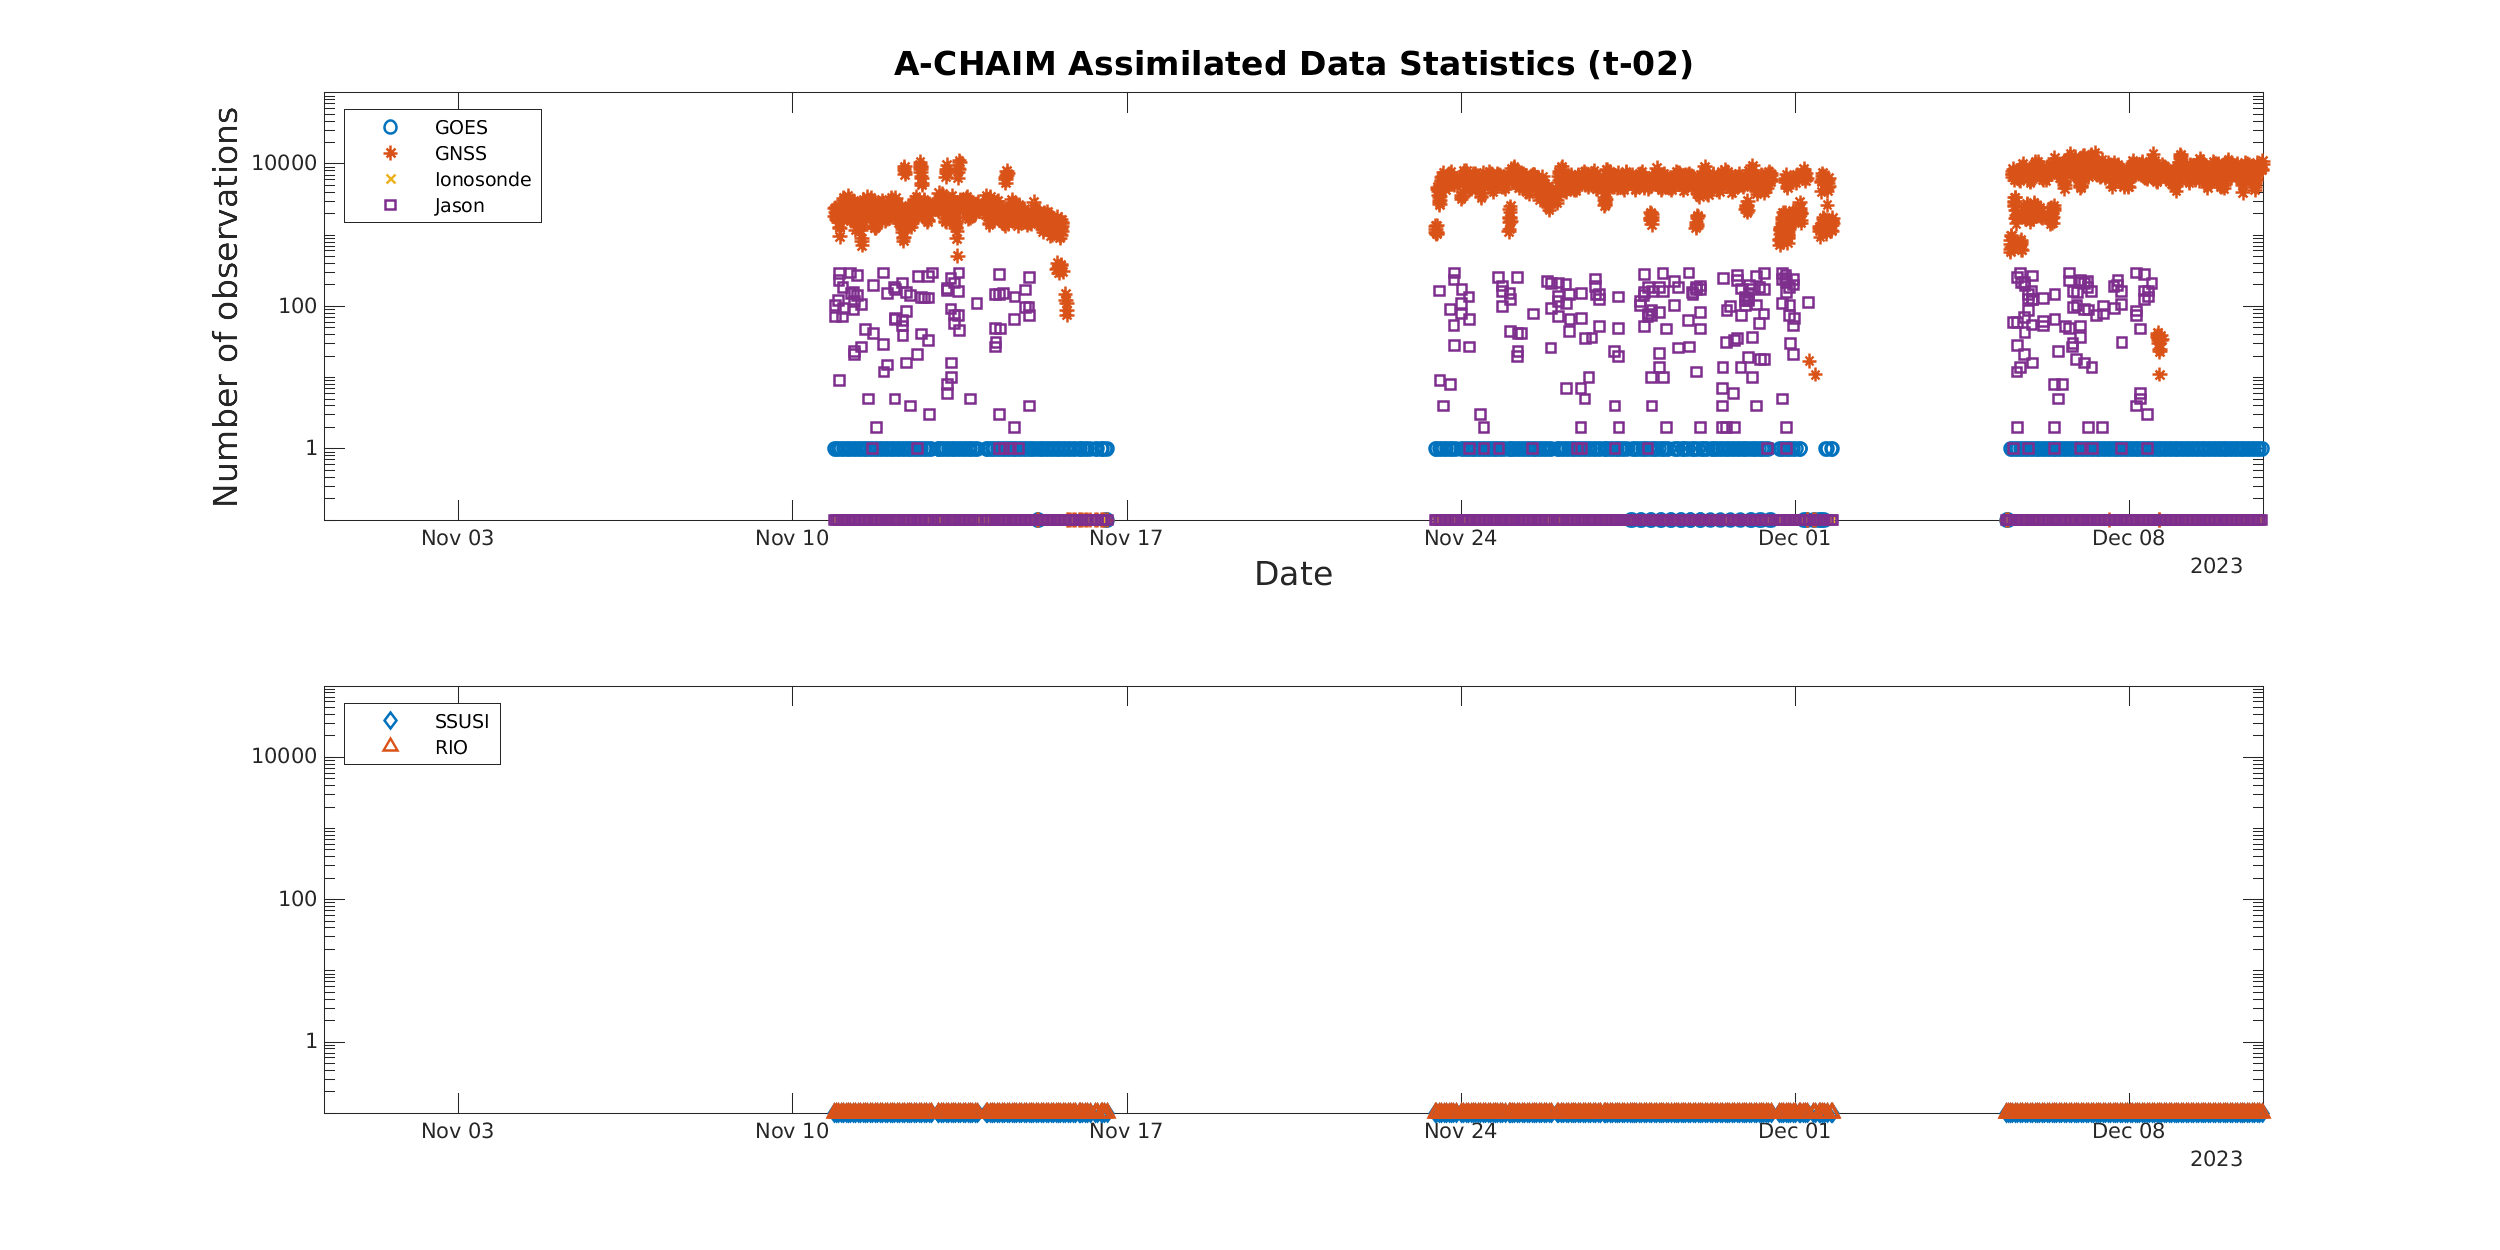 A-CHAIM Assimilated Data Statistics (t-02)
Number of observations
10000
100
1
GOES
GNSS
Ionosonde
Jason
Nov 03
Nov 10
Nov 17
Nov 24
Dec 01
Dec 08
2023
Date
10000
100
1
SSUSI
RIO
Nov 03
Nov 10
Nov 17
Nov 24
Dec 01
Dec 08
2023